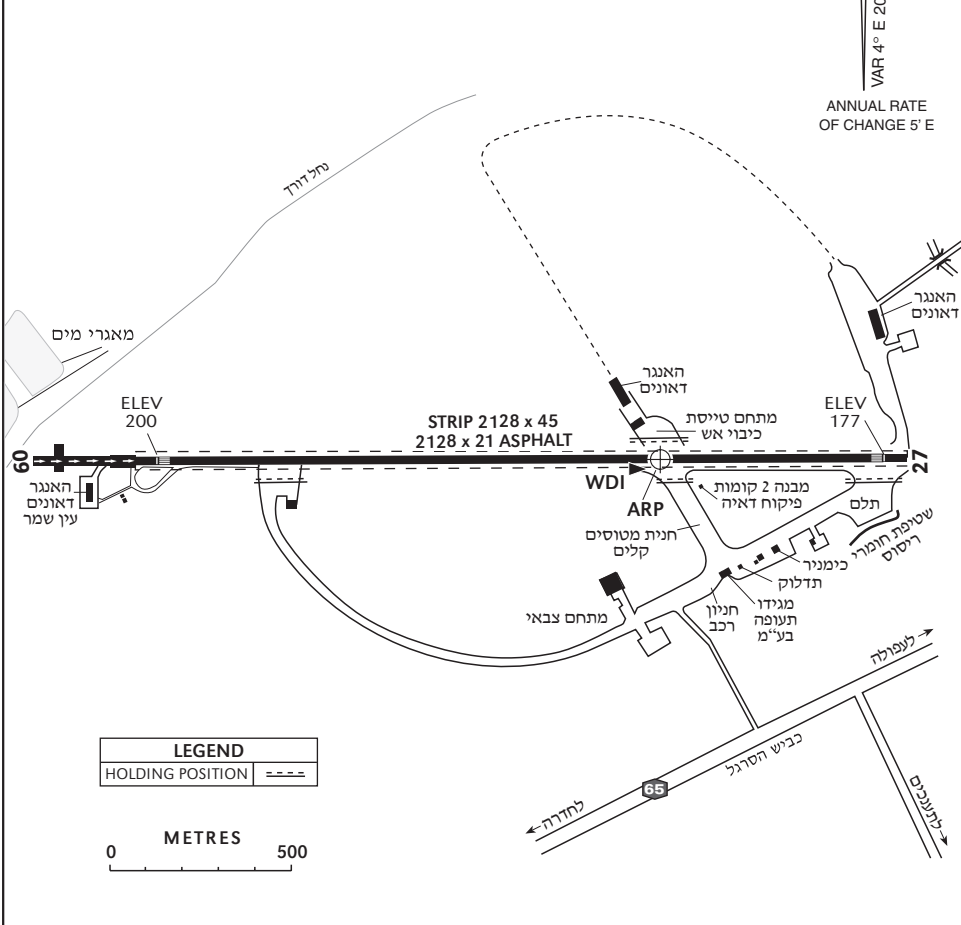 VAR 4° E 20
ANNUAL RATE
OF CHANGE 5' E
נחל דורד
האנגר
דאונים
מאגרי מים
האנגר
דאונים
ELEV
200
STRIP 2128 x 45
2128 x 21 ASPHALT
מתחם טייסת
כיבוי אש
ELEV
177
09
27
האנגר
דאונים
עין שמר
WDI
ARP
מבנה 2 קומות
פיקוח דאיה
תלם
שטיפת חומרי
ריסוס
חנית מטוסים
קלים
כימניר
תדלוק
מתחם צבאי
חניון
רכב
מגידו
תעופה
בע"מ
לעפולה
כביש הסרגל
65
לחדרה
לתענכים
LEGEND
HOLDING POSITION
METRES
0 500